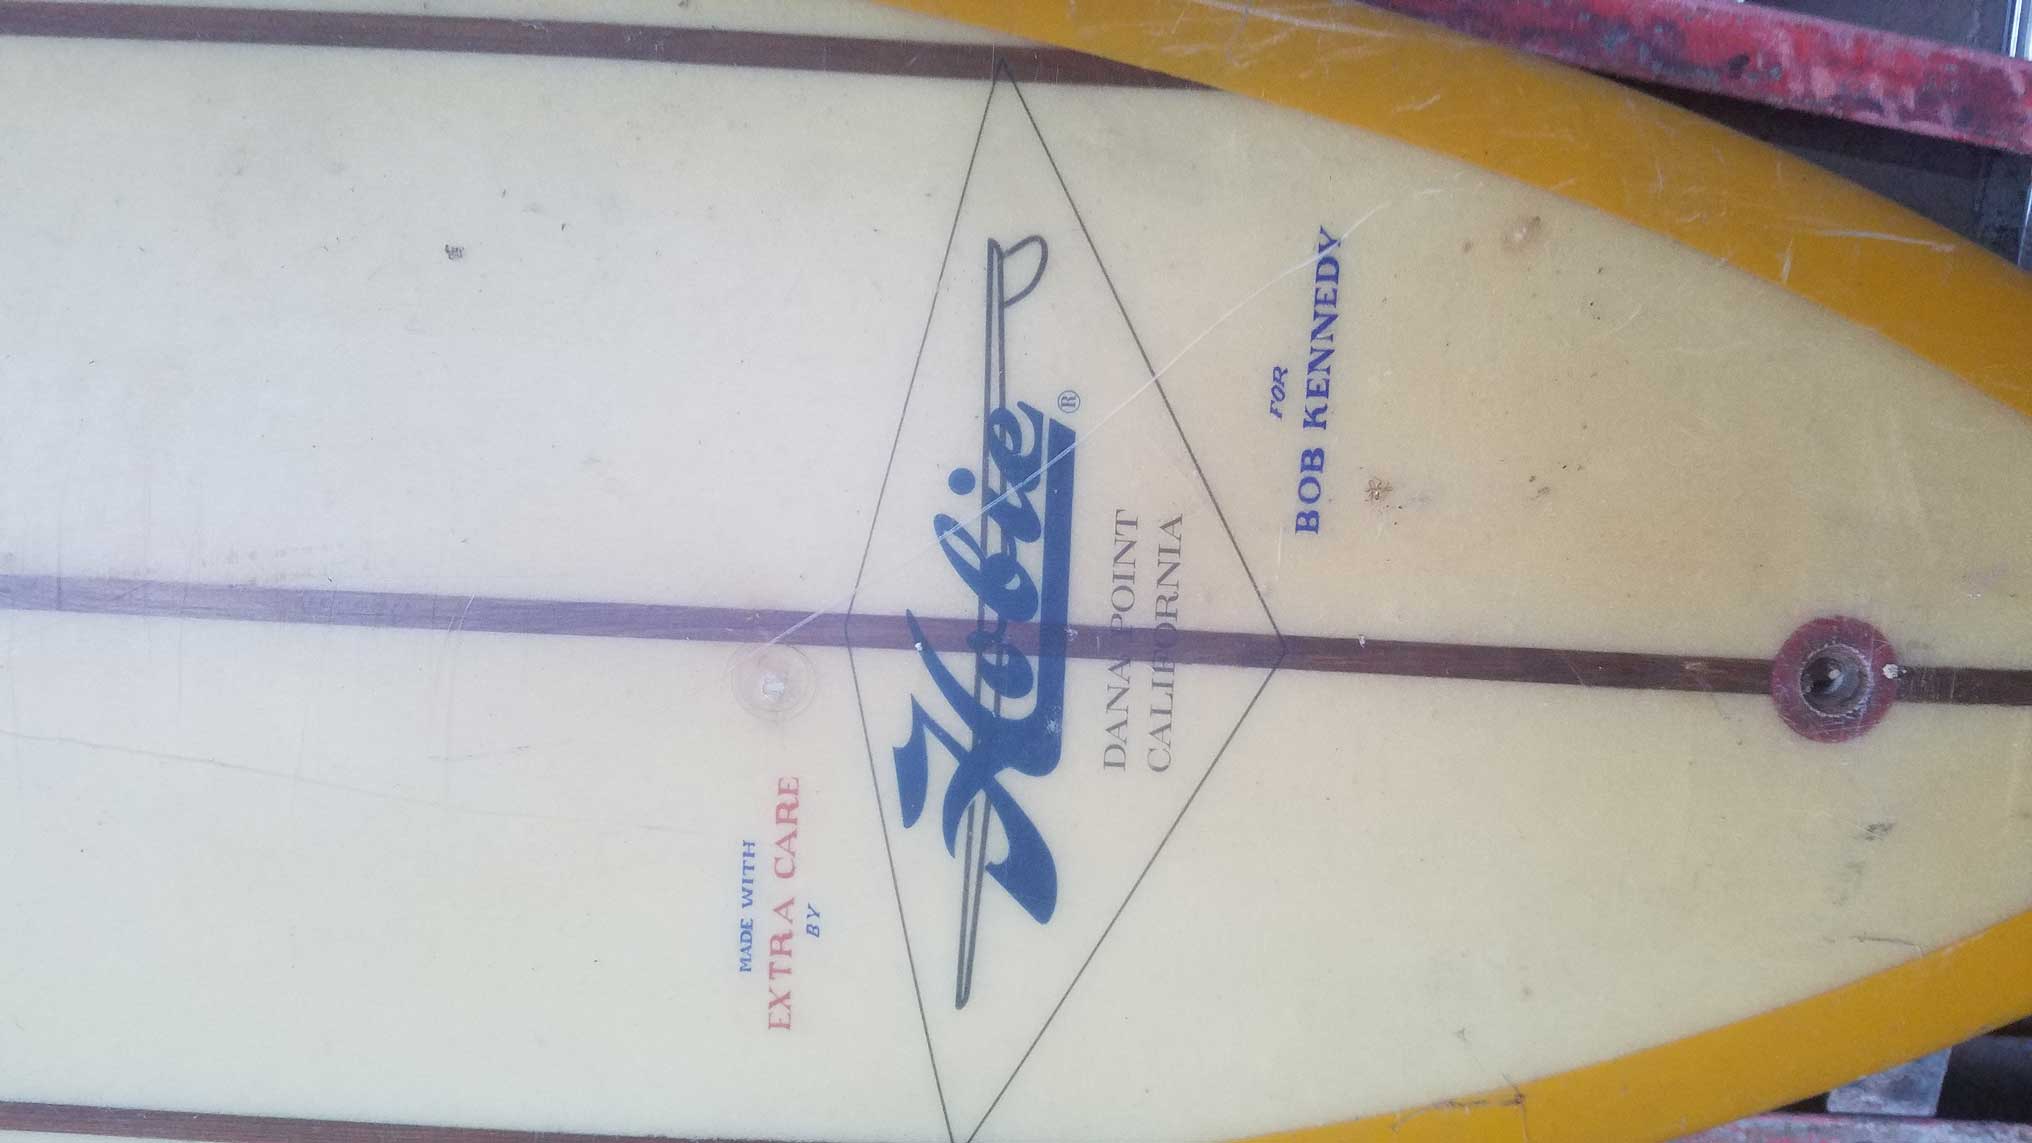 MADE WITH
EXTRA CARE
BY
Hobie®
DANA POINT
CALIFORNIA
FOR
BOB KENNEDY